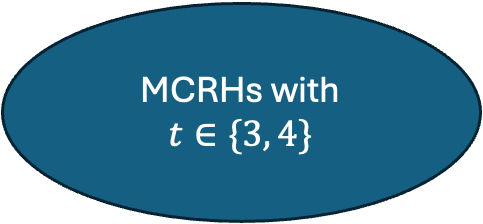 MCRHs with
𝑡 ∈ {3, 4}